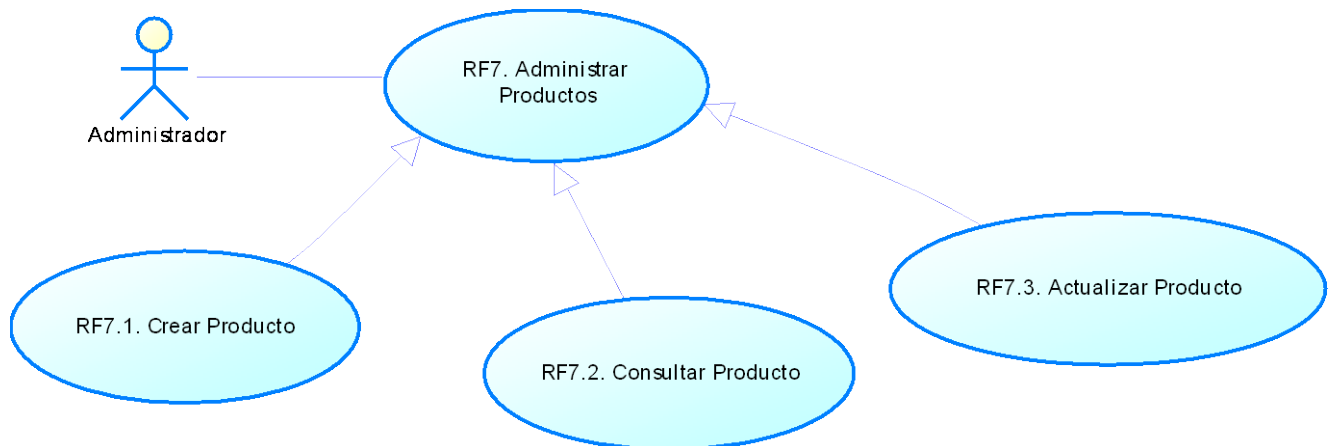 RF7. Administrar
Productos
Administrador
RF7.1. Crear Producto
RF7.2. Consultar Producto
RF7.3. Actualizar Producto